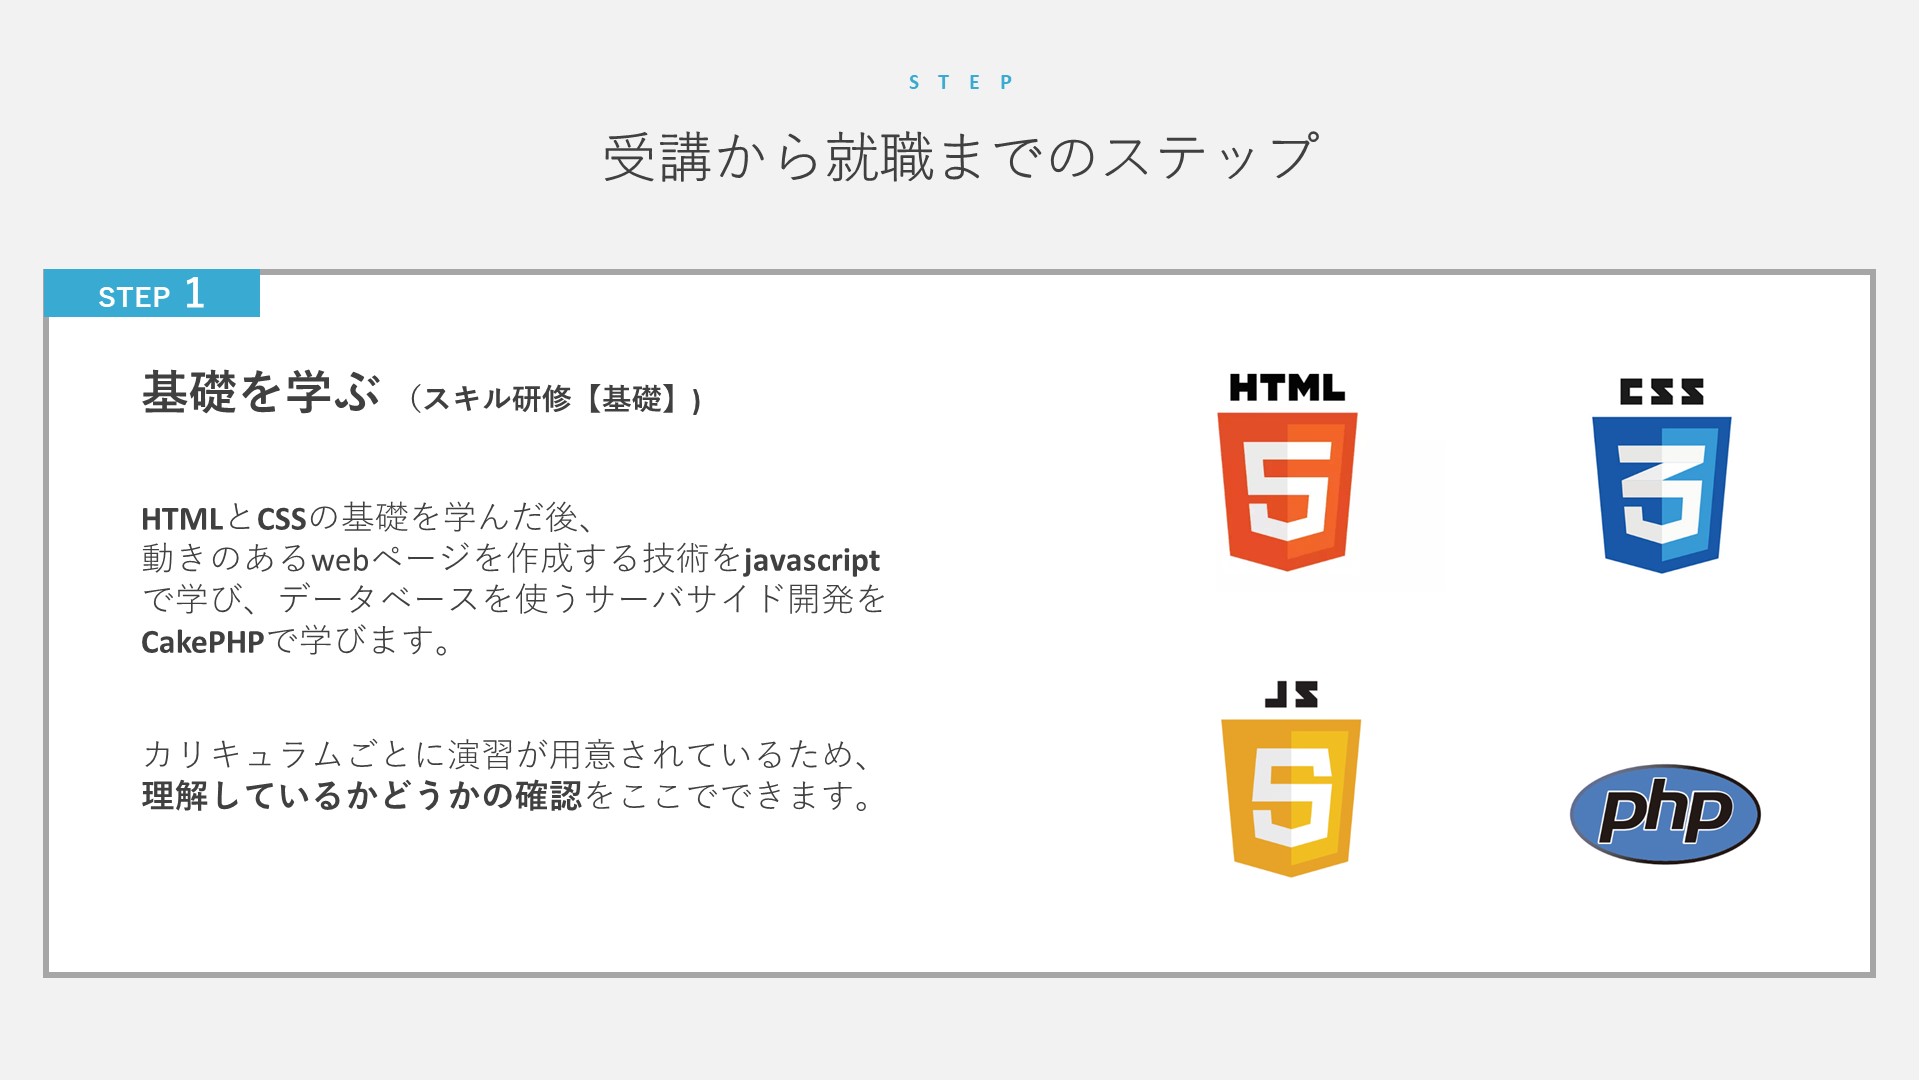 STEP
受講から就職までのステップ
STEP 1
基礎を学ぶ （スキル研修【基礎】)
HTMLとCSSの基礎を学んだ後、
動きのあるwebページを作成する技術をjavascript
で学び、データベースを使うサーバサイド開発を
CakePHPで学びます。
カリキュラムごとに演習が用意されているため、
理解しているかどうかの確認をここでできます。
HTML
5
CSS
3
JS
5
php